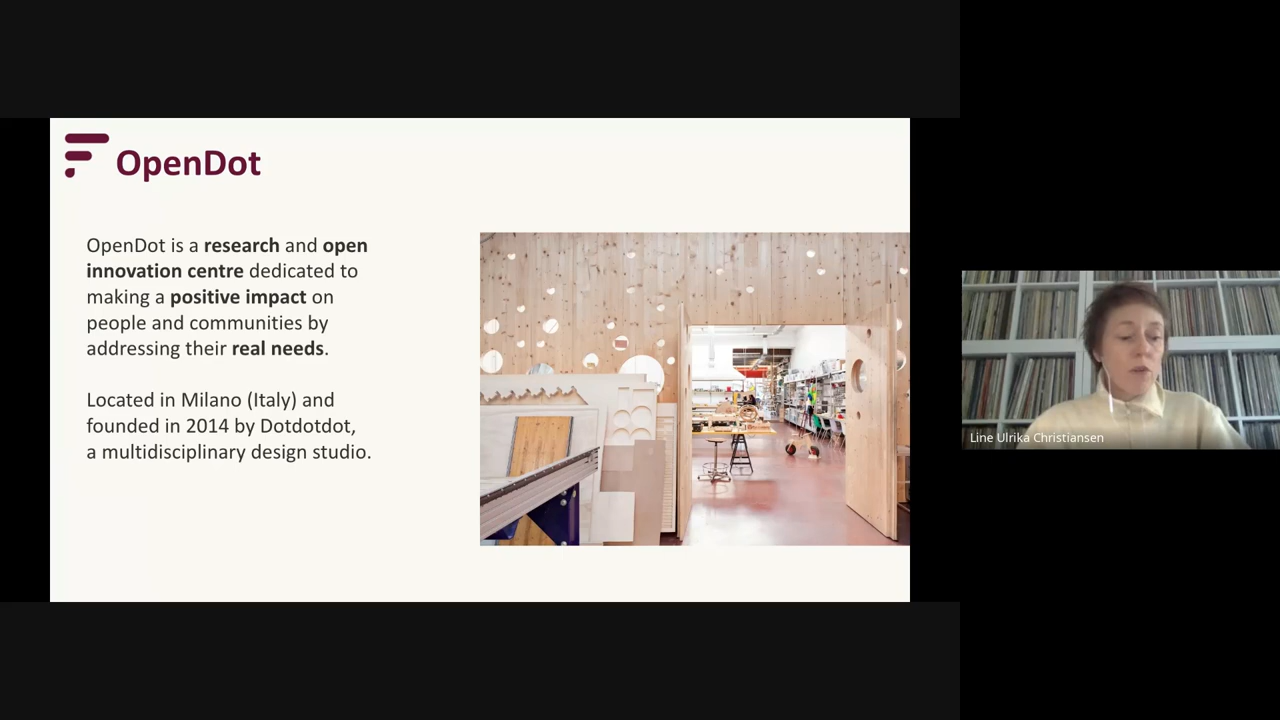 OpenDot
OpenDot is a research and open
innovation centre dedicated to
making a positive impact on
people and communities by
addressing their real needs.
Located in Milano (Italy) and
founded in 2014 by Dotdotdot,
a multidisciplinary design studio.
Line Ulrika Christiansen